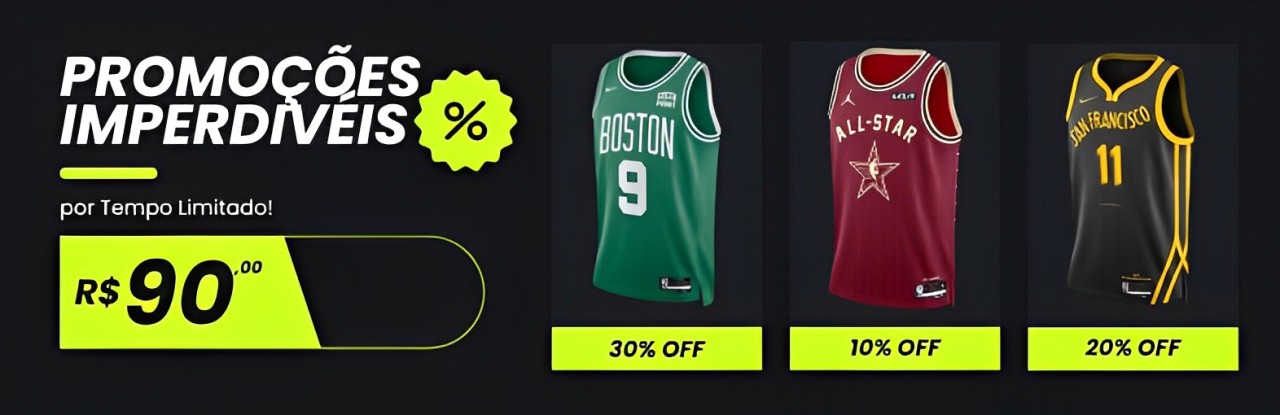 PROMOÇÕES
IMPERDÍVÉIS
%
por Tempo Limitado!
R$90,00
BOSTON
9
30% OFF
ALL-STAR
10% OFF
SAN FRANCISCO
11
20% OFF